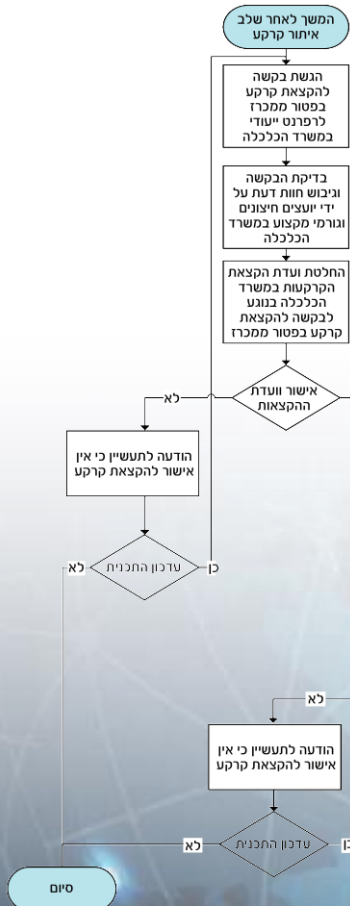 המשך לאחר שלב
איתור קרקע
הגשת בקשה
להקצאת קרקע
בפטור ממכרז
לרפרנט ייעודי
במשרד הכלכלה
בדיקת הבקשה
וגיבוש חוות דעת על
ידי יועצים חיצונים
וגורמי מקצוע במשרד
הכלכלה
החלטת ועדת הקצאת
הקרקעות במשרד
הכלכלה בנוגע
לבקשה להקצאת
קרקע בפטור ממכרז
אישור וועדת
ההקצאות
לא
הודעה לתעשיין כי אין
אישור להקצאת קרקע
עדכון התכנית
כן
לא
לא
הודעה לתעשיין כי אין
אישור להקצאת קרקע
עדכון התכנית
כן
לא
סיום